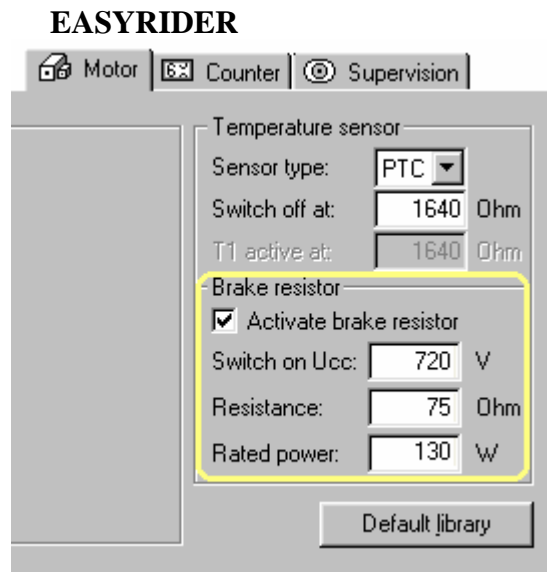 EASYRIDER
Motor Counter Supervision
Temperature sensor
Sensor type: PTC
Switch off at: 1640 Ohm
T1 active at: 1640 Ohm
Brake resistor
Activate brake resistor
Switch on Ucc: 720 V
Resistance: 75 Ohm
Rated power: 130 W
Default library